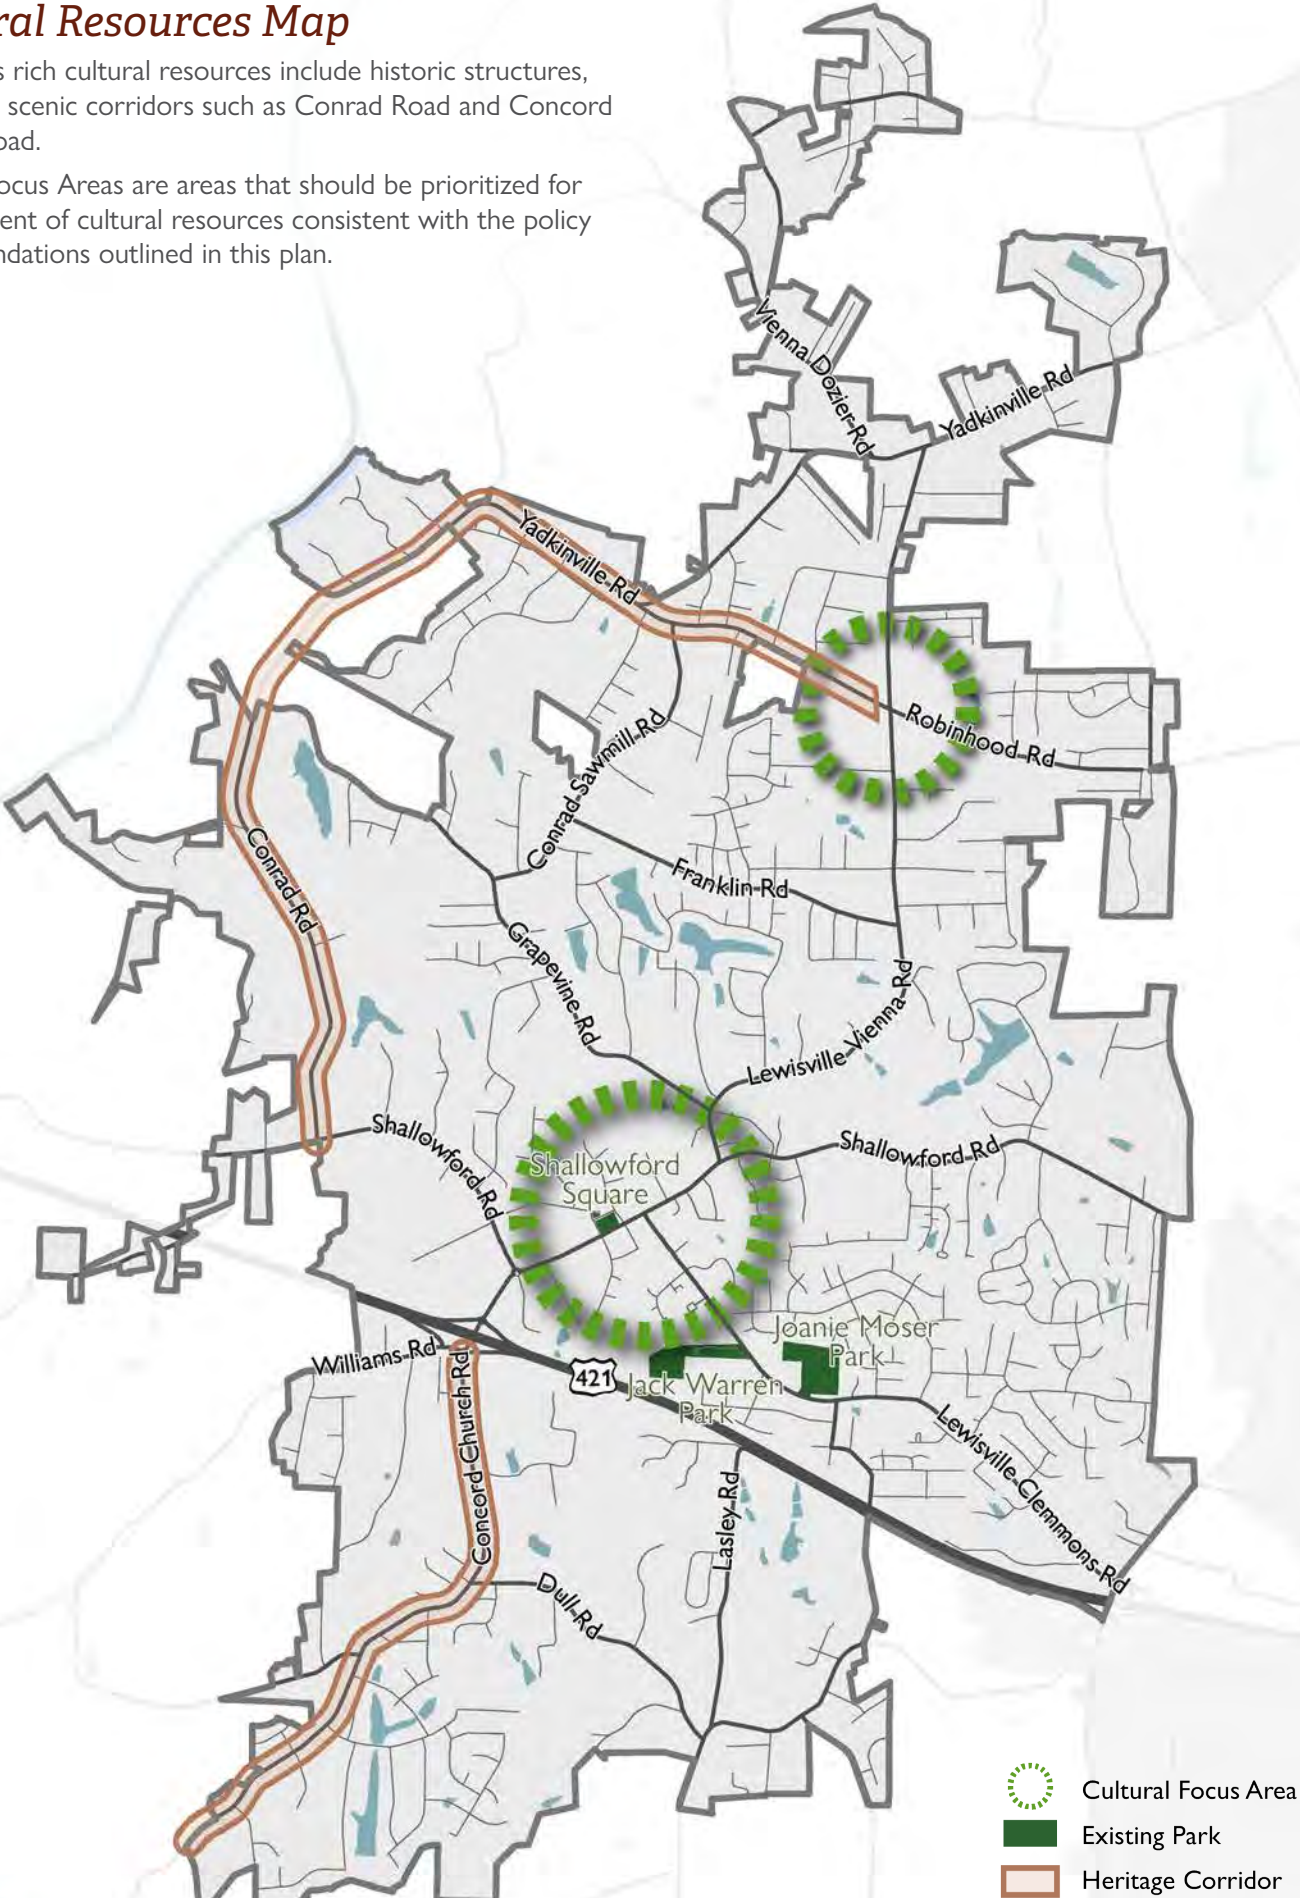 ral Resources Map
s rich cultural resources include historic structures,
scenic corridors such as Conrad Road and Concord
oad.
ocus Areas are areas that should be prioritized for
ent of cultural resources consistent with the policy
ndations outlined in this plan.
Vienna Dozier Rd
Yadkinville Rd
Yadkinville Rd
Robinhood Rd
Conrad Sawmill Rd
Conrad Rd
Franklin Rd
Grapevine Rd
Lewisville Vienna Rd
Shallowford Rd
Shallowford Rd
Shallowford
Square
Joanie Moser
Park
Williams Rd
421
Jack Warren
Park
Concord Church Rd
Lewisville Clemmons Rd
Lasley Rd
Dull Rd
Cultural Focus Area
Existing Park
Heritage Corridor